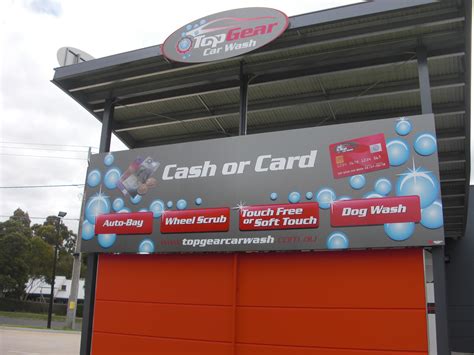 TopGear
Car Wash
Cash or Card
Auto-Bay
Wheel Scrub
Touch Free
or Soft Touch
Dog Wash
www.topgearcarwash.com.au